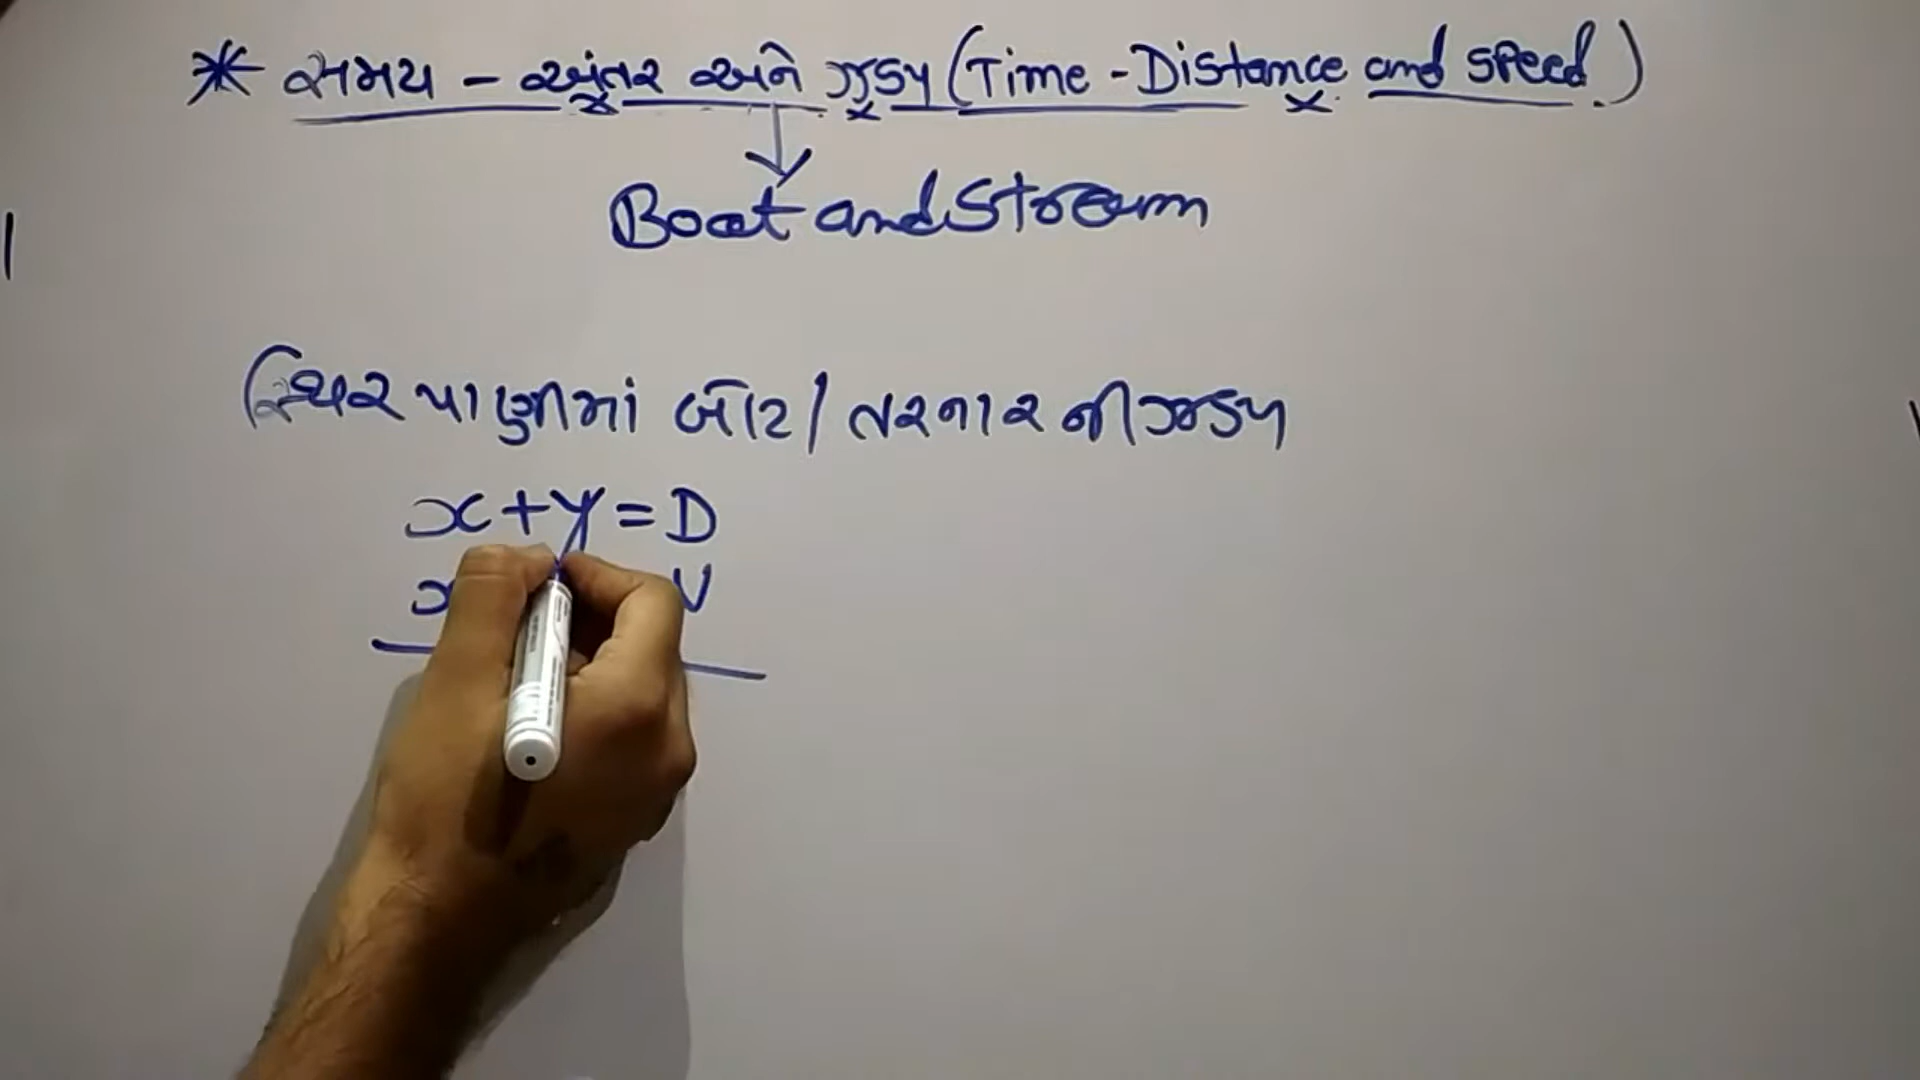 * સમય - અંતર અને ઝડપ (Time - Distance and speed.)
Boat and Stream
સ્થિર પાણીમાં બોટ / તરનાર ની ઝડપ
x + y = D
x